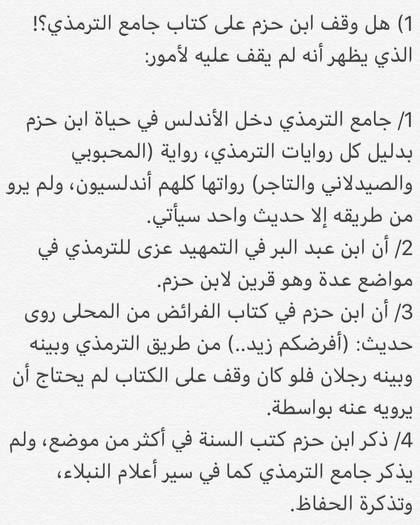 1) هل وقف ابن حزم على كتاب جامع الترمذي؟!
الذي يظهر أنه لم يقف عليه لأمور:
1/ جامع الترمذي دخل الأندلس في حياة ابن حزم
بدليل كل روايات الترمذي، رواية (المحبوبي
والصيدلاني والتاجر) رواتها كلهم أندلسيون، ولم يرو
من طريقه إلا حديث واحد سيأتي.
2/ أن ابن عبد البر في التمهيد عزى للترمذي في
مواضع عدة وهو قرين لابن حزم.
3/ أن ابن حزم في كتاب الفرائض من المحلى روى
حديث: (أفرضكم زيد..) من طريق الترمذي وبينه
وبينه رجلان فلو كان وقف على الكتاب لم يحتاج أن
يرويه عنه بواسطة.
4/ ذكر ابن حزم كتب السنة في أكثر من موضع، ولم
يذكر جامع الترمذي كما في سير أعلام النبلاء،
وتذكرة الحفاظ.